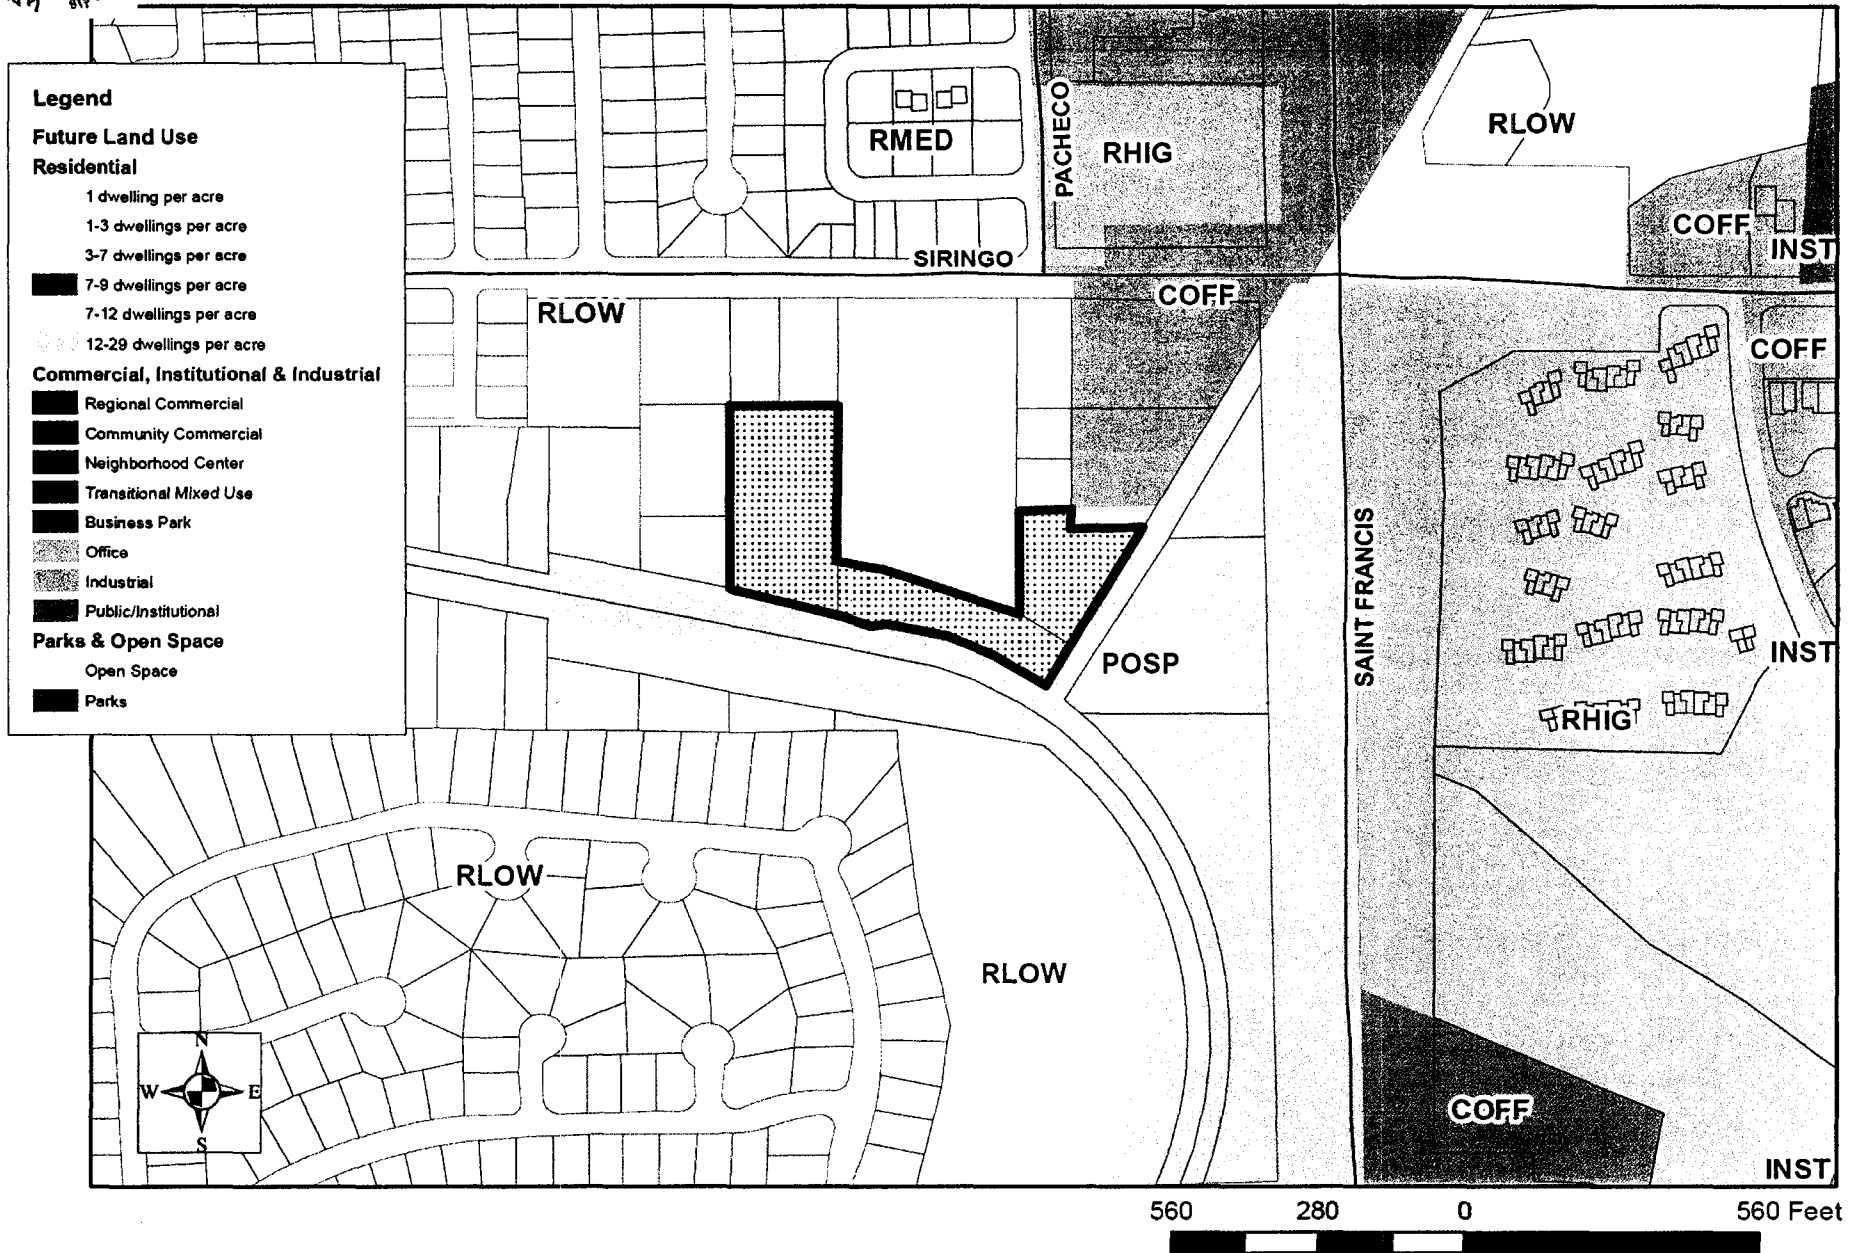 Legend
Future Land Use
Residential
1 dwelling per acre
1-3 dwellings per acre
3-7 dwellings per acre
7-9 dwellings per acre
7-12 dwellings per acre
12-29 dwellings per acre
Commercial, Institutional & Industrial
Regional Commercial
Community Commercial
Neighborhood Center
Transitional Mixed Use
Business Park
Office
Industrial
Public/Institutional
Parks & Open Space
Open Space
Parks
RMED
PACHECO
RHIG
RLOW
COFF
INST
SIRINGO
RLOW
COFF
COFF
SAINT FRANCIS
POSP
INST
RHIG
RLOW
RLOW
COFF
INST
N
W E
S
560 280 0 560 Feet